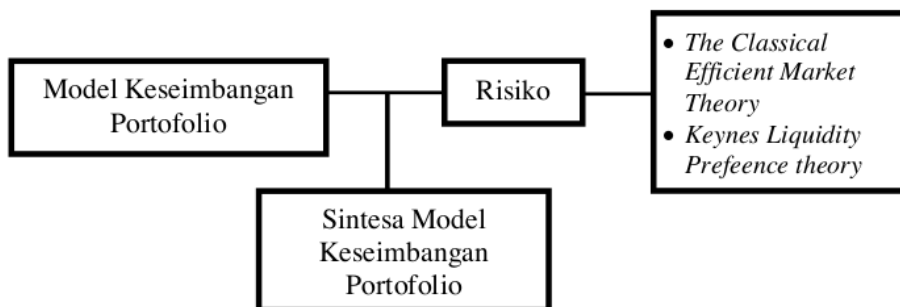 Model Keseimbangan
Portofolio
Risiko
• The Classical
Efficient Market
Theory
• Keynes Liquidity
Prefeence theory
Sintesa Model
Keseimbangan
Portofolio